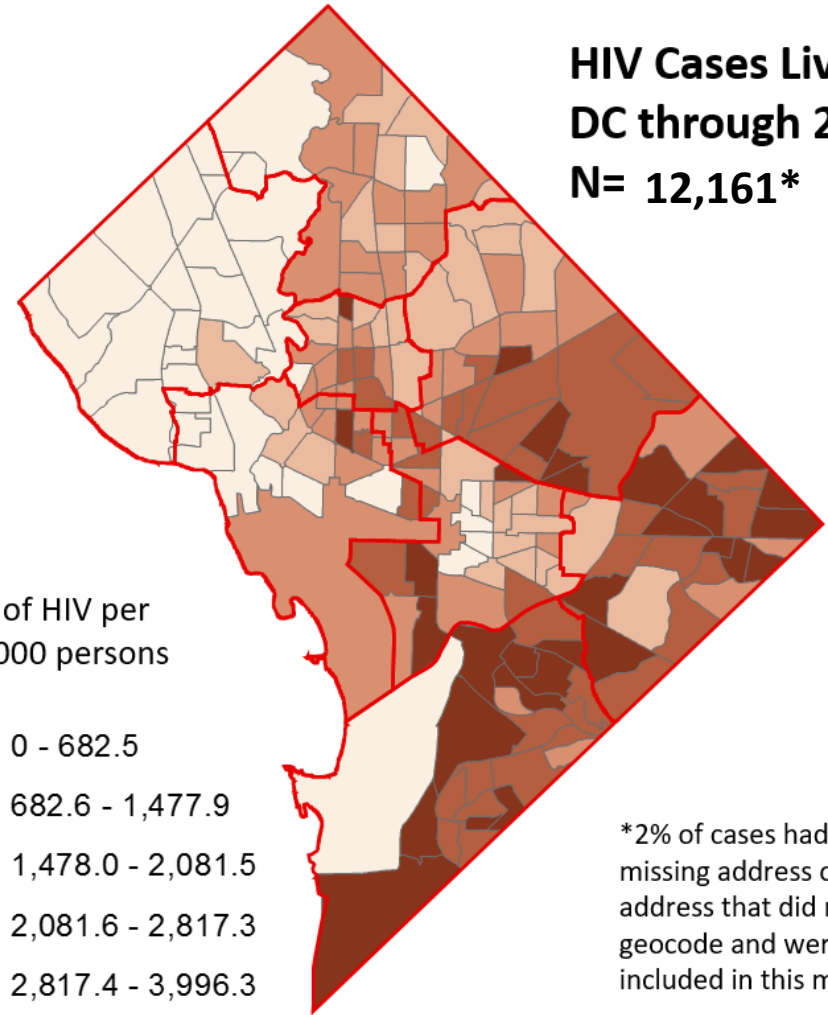 HIV Cases Liv
DC through 2
N= 12,161*
of HIV per
000 persons
0 - 682.5
682.6 - 1,477.9
1,478.0 - 2,081.5
2,081.6 - 2,817.3
2,817.4 - 3,996.3
*2% of cases had
missing address o
address that did
geocode and wer
included in this